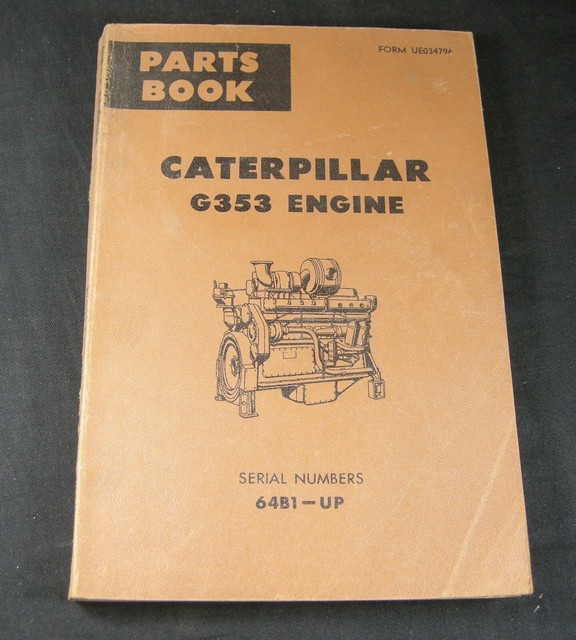 PARTS
BOOK
FORM UE03479A
CATERPILLAR
G353 ENGINE
SERIAL NUMBERS
64B1—UP